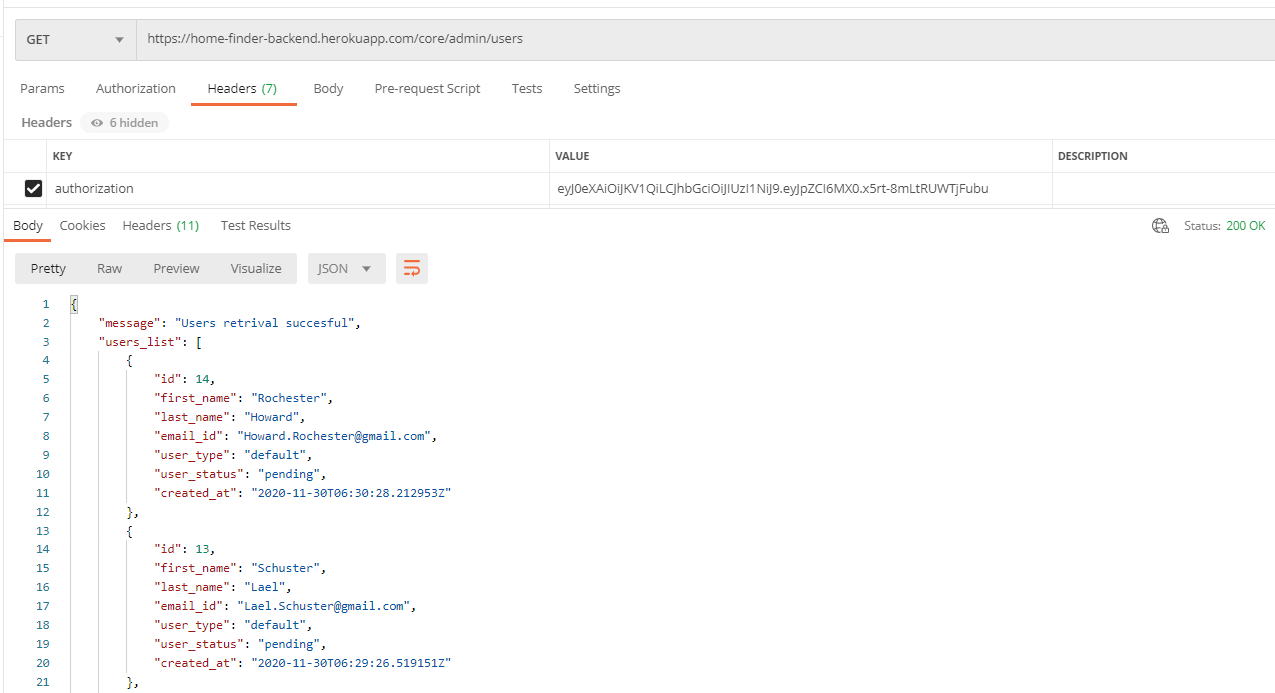 GET https://home-finder-backend.herokuapp.com/core/admin/users
Params Authorization Headers (7) Body Pre-request Script Tests Settings
Headers 6 hidden
KEY VALUE DESCRIPTION
authorization eyJ0eXAiOiJKV1QiLCJhbGciOiJIUzI1NiJ9.eyJpZCI6MX0.x5rt-8mLtRUWTjFubu
Body Cookies Headers (11) Test Results Status: 200 OK
Pretty Raw Preview Visualize JSON
1 {
2 "message": "Users retrival succesful",
3 "users_list": [
4 {
5 "id": 14,
6 "first_name": "Rochester",
7 "last_name": "Howard",
8 "email_id": "Howard.Rochester@gmail.com",
9 "user_type": "default",
10 "user_status": "pending",
11 "created_at": "2020-11-30T06:30:28.212953Z"
12 },
13 {
14 "id": 13,
15 "first_name": "Schuster",
16 "last_name": "Lael",
17 "email_id": "Lael.Schuster@gmail.com",
18 "user_type": "default",
19 "user_status": "pending",
20 "created_at": "2020-11-30T06:29:26.519151Z"
21 },